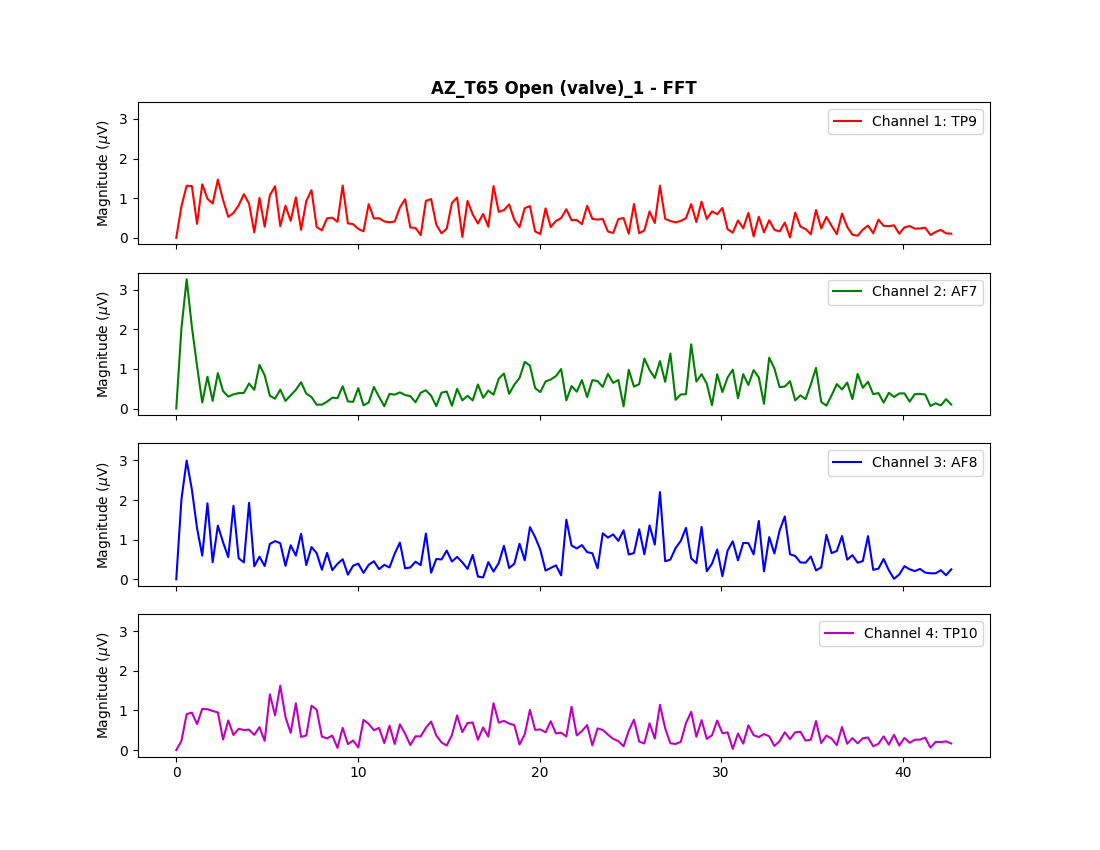 AZ_T65 Open (valve)_1 - FFT
Magnitude (μV)
3
2
1
0
Channel 1: TP9
Magnitude (μV)
3
2
1
0
Channel 2: AF7
Magnitude (μV)
3
2
1
0
Channel 3: AF8
Magnitude (μV)
3
2
1
0
Channel 4: TP10
0 10 20 30 40